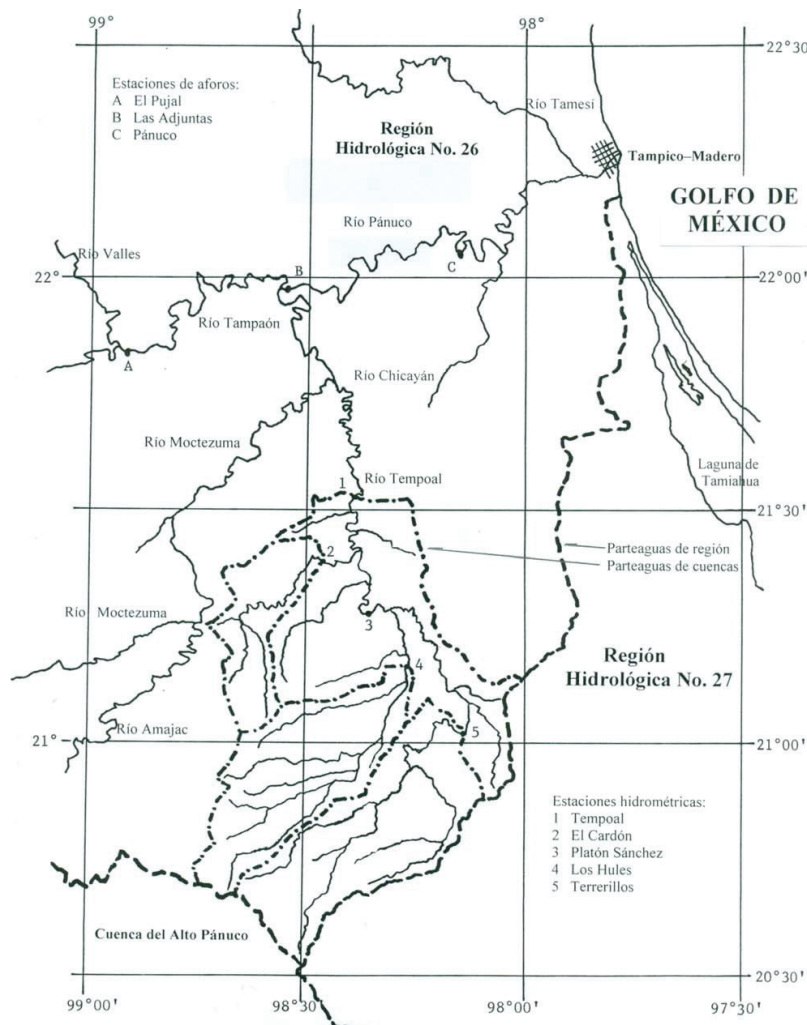 99°
98°
22°30'
Estaciones de aforos:
A El Pujal
B Las Adjuntas
C Pánuco
Río Tamesí
Región
Hidrológica No. 26
Tampico-Madero
GOLFO DE
MÉXICO
Río Pánuco
Río Valles
B
C
22°
22°00'
Río Tampaón
A
Río Chicayán
Río Moctezuma
Río Tempoal
Laguna de
Tamiahua
1
21°30'
Parteaguas de región
Parteaguas de cuencas
2
Río Moctezuma
3
Región
Hidrológica No. 27
4
Río Amajac
5
21°
21°00'
Estaciones hidrométricas:
1 Tempoal
2 El Cardón
3 Platón Sánchez
4 Los Hules
5 Terrerillos
Cuenca del Alto Pánuco
20°30'
99°00'
98°30'
98°00'
97°30'